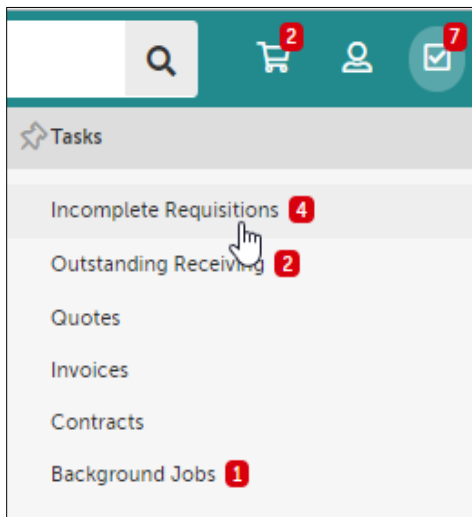 2
7
Tasks
Incomplete Requisitions 4
Outstanding Receiving 2
Quotes
Invoices
Contracts
Background Jobs 1